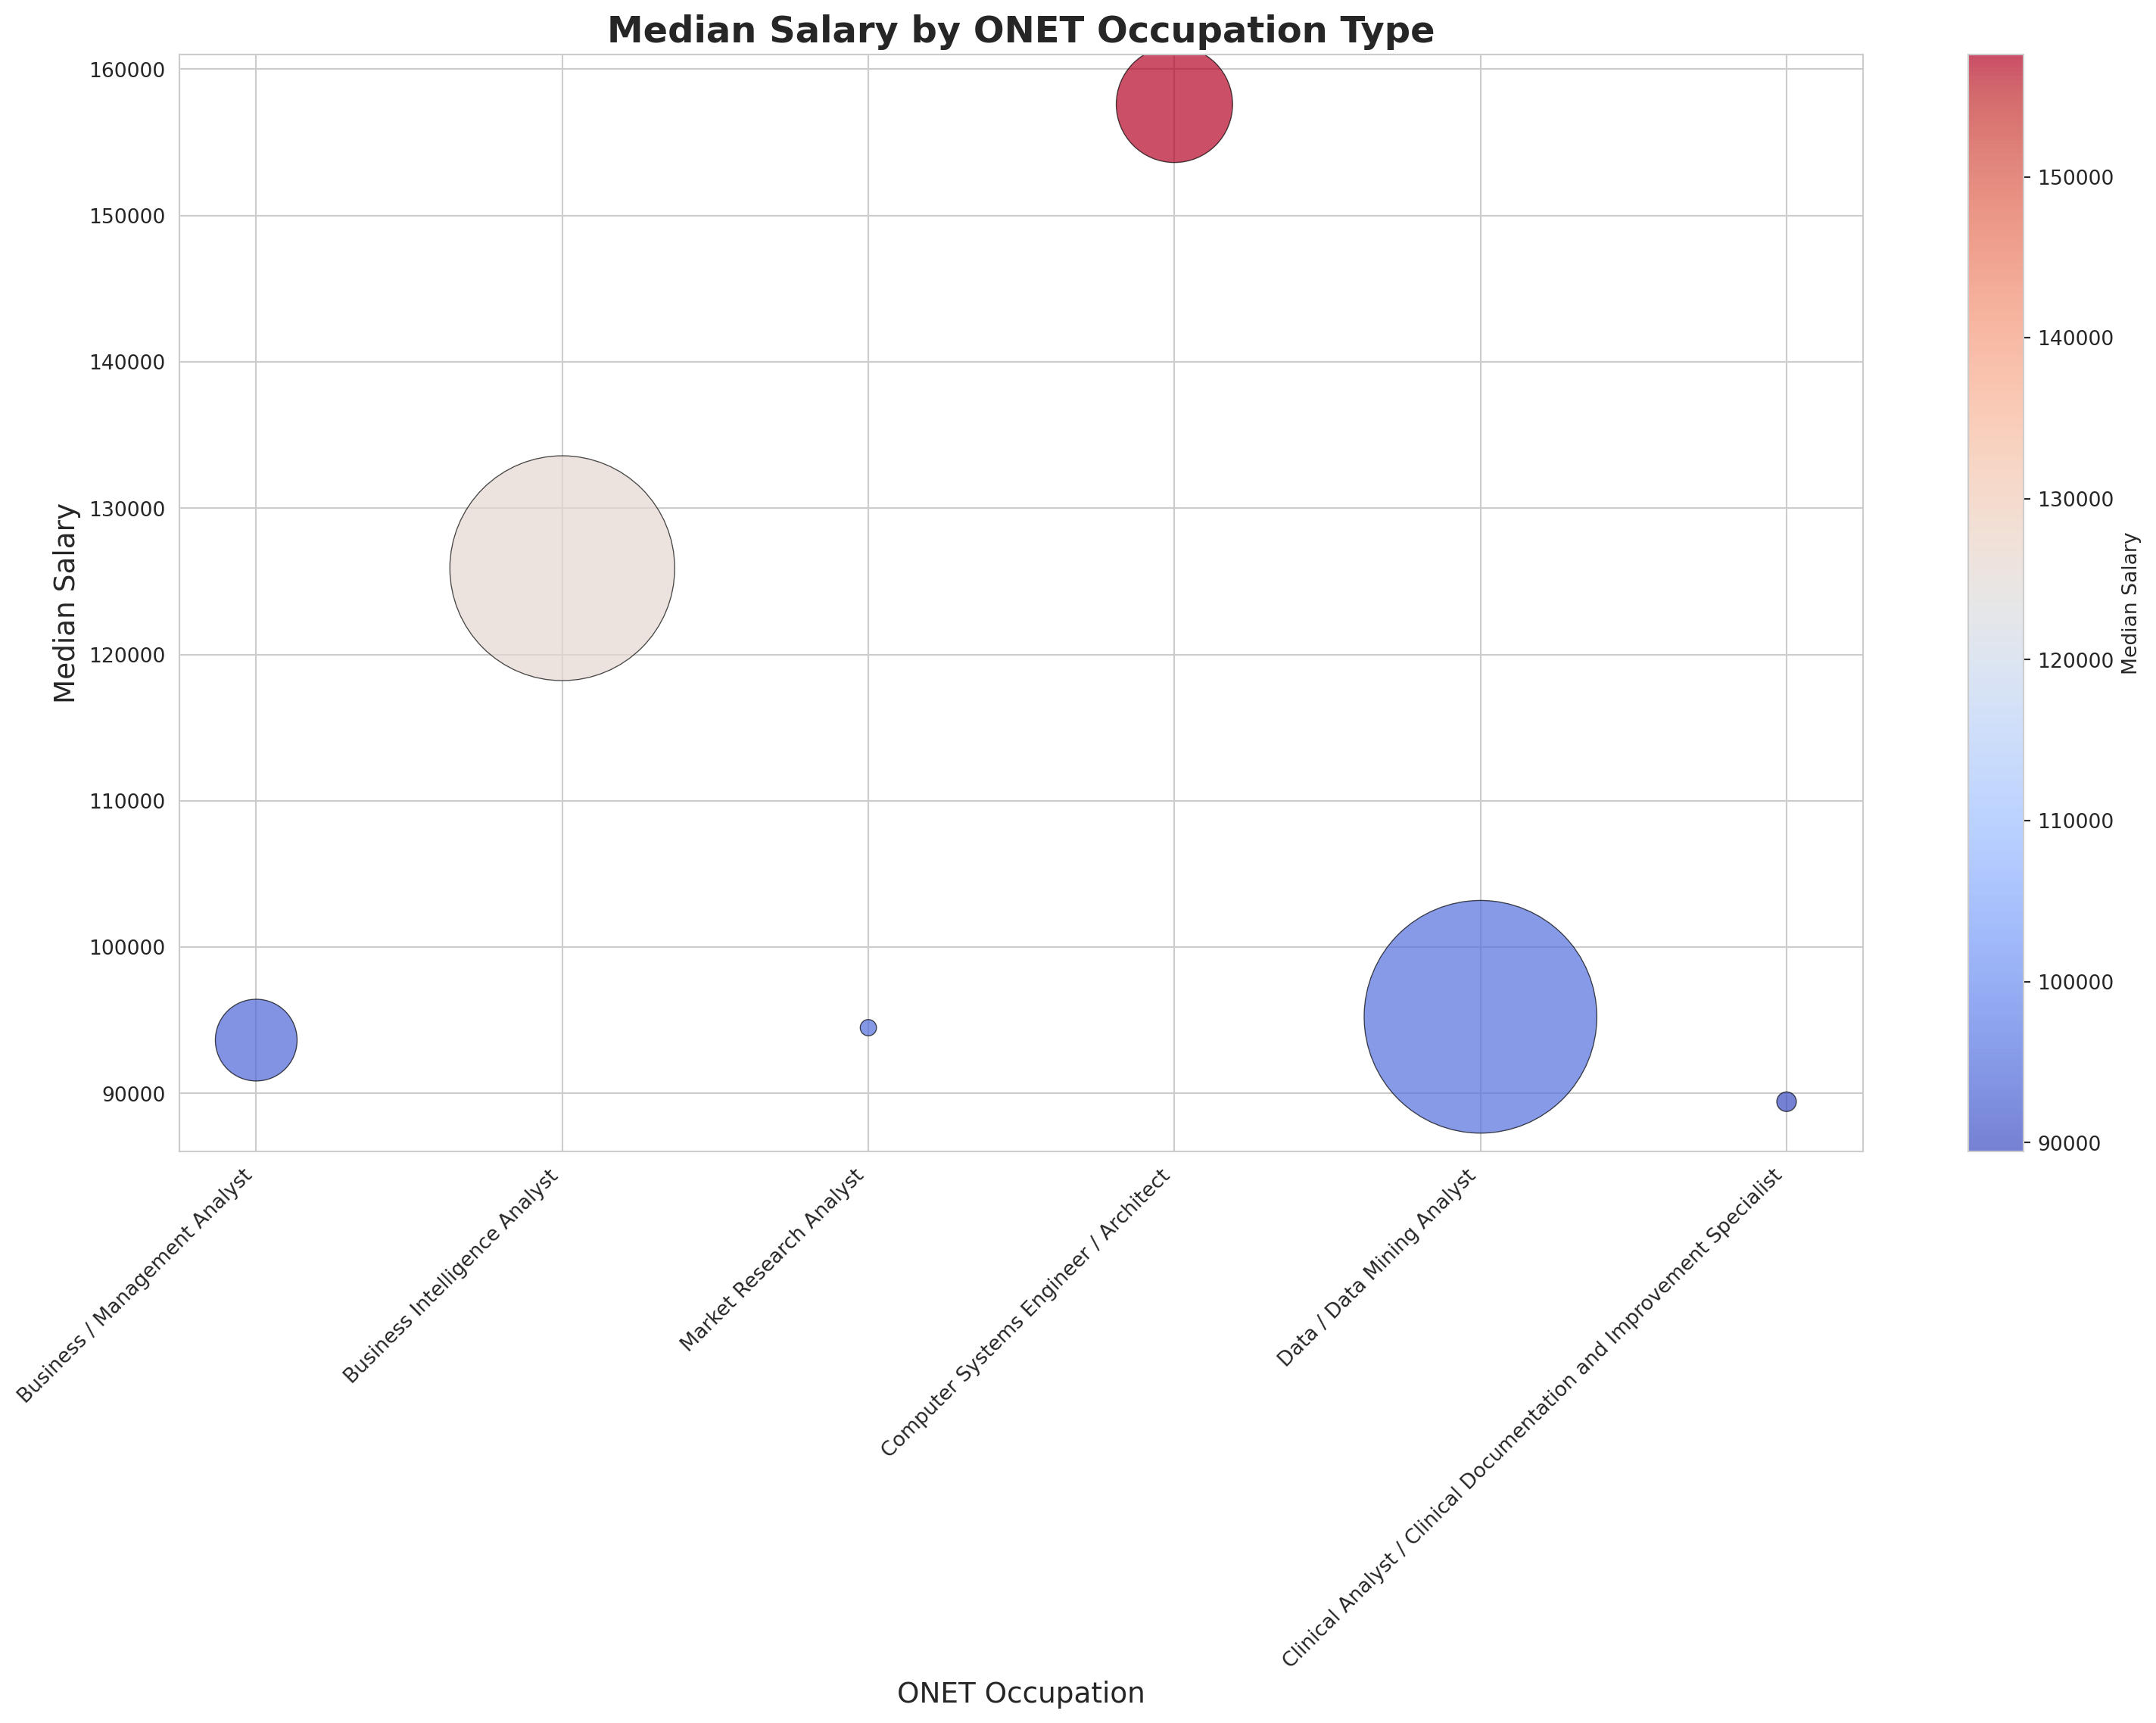 Median Salary by ONET Occupation Type
Median Salary
160000
150000
140000
130000
120000
110000
100000
90000
Business / Management Analyst
Business Intelligence Analyst
Market Research Analyst
Computer Systems Engineer / Architect
Data / Data Mining Analyst
Clinical Analyst / Clinical Documentation and Improvement Specialist
ONET Occupation
150000
140000
130000
120000
110000
100000
90000
Median Salary